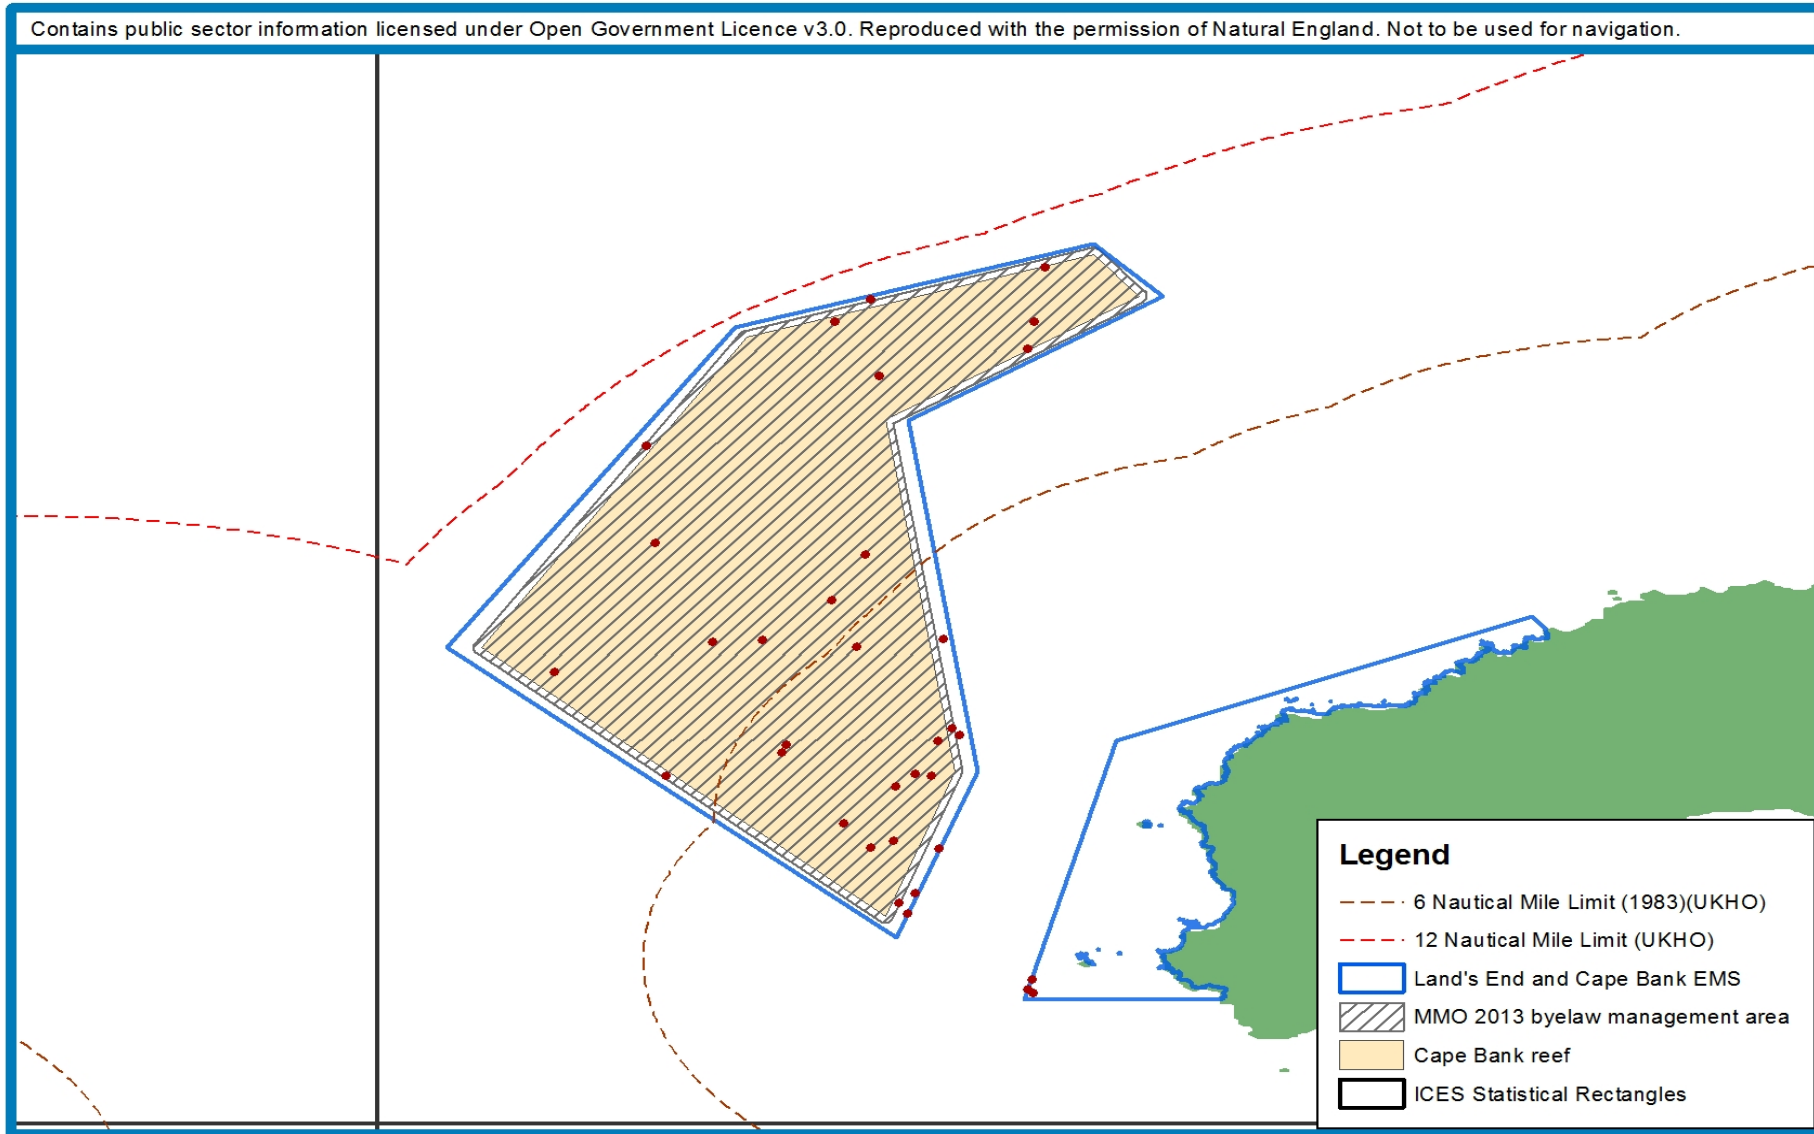 Contains public sector information licensed under Open Government Licence v3.0. Reproduced with the permission of Natural England. Not to be used for navigation.
Legend
6 Nautical Mile Limit (1983)(UKHO)
12 Nautical Mile Limit (UKHO)
Land's End and Cape Bank EMS
MMO 2013 byelaw management area
Cape Bank reef
ICES Statistical Rectangles